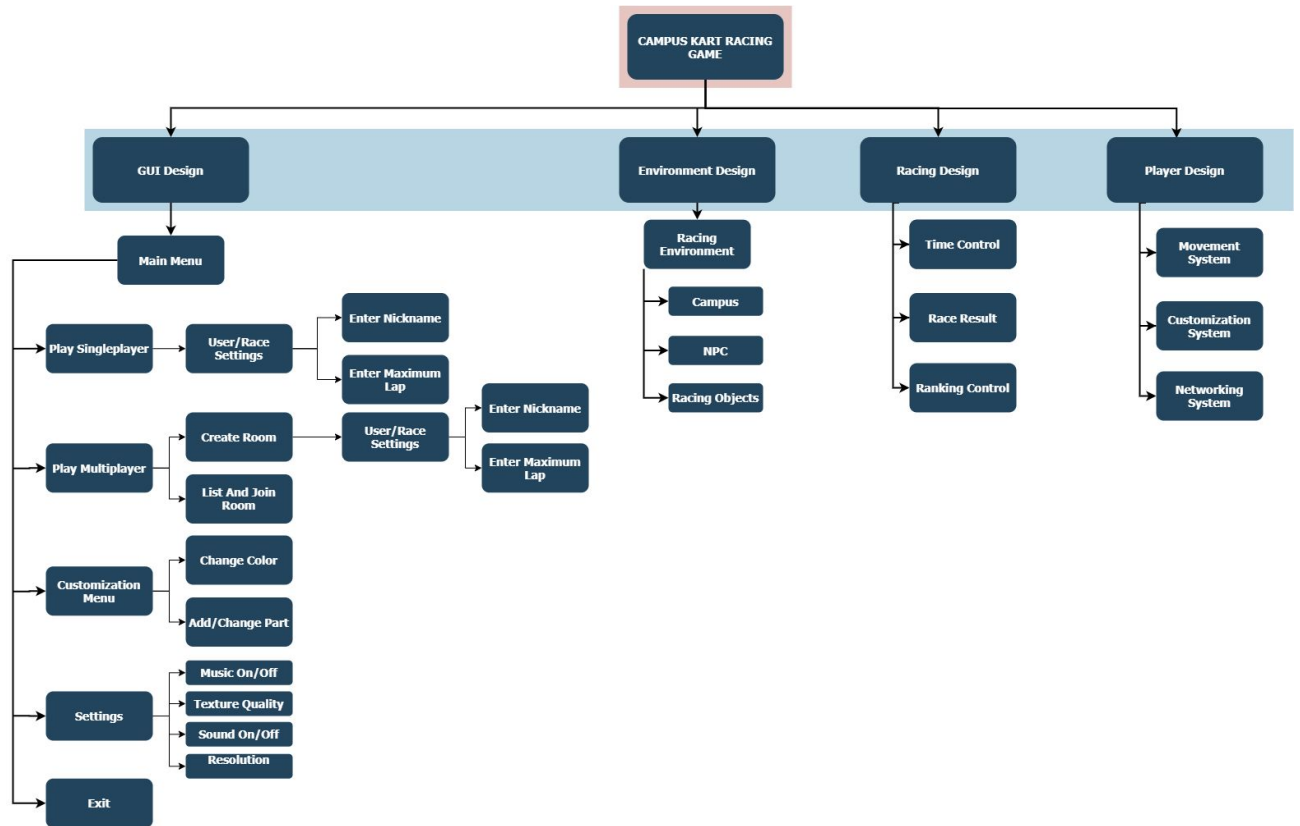 CAMPUS KART RACING
GAME
GUI Design
Environment Design
Racing Design
Player Design
Main Menu
Play Singleplayer
User/Race
Settings
Enter Nickname
Enter Maximum
Lap
Play Multiplayer
Create Room
User/Race
Settings
Enter Nickname
Enter Maximum
Lap
List And Join
Room
Customization
Menu
Change Color
Add/Change Part
Settings
Music On/Off
Texture Quality
Sound On/Off
Resolution
Exit
Racing
Environment
Campus
NPC
Racing Objects
Time Control
Race Result
Ranking Control
Movement
System
Customization
System
Networking
System